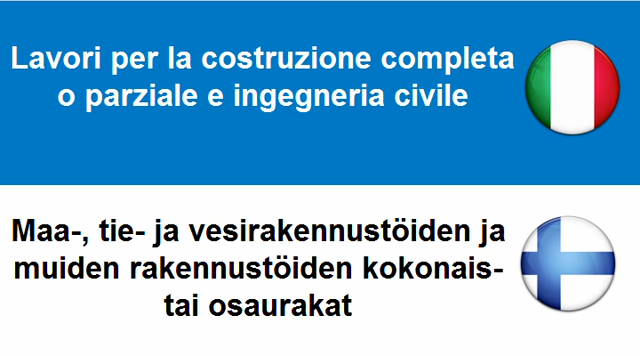 Lavori per la costruzione completa
o parziale e ingegneria civile
Maa-, tie- ja vesirakennustöiden ja
muiden rakennustöiden kokonais-
tai osaurakat